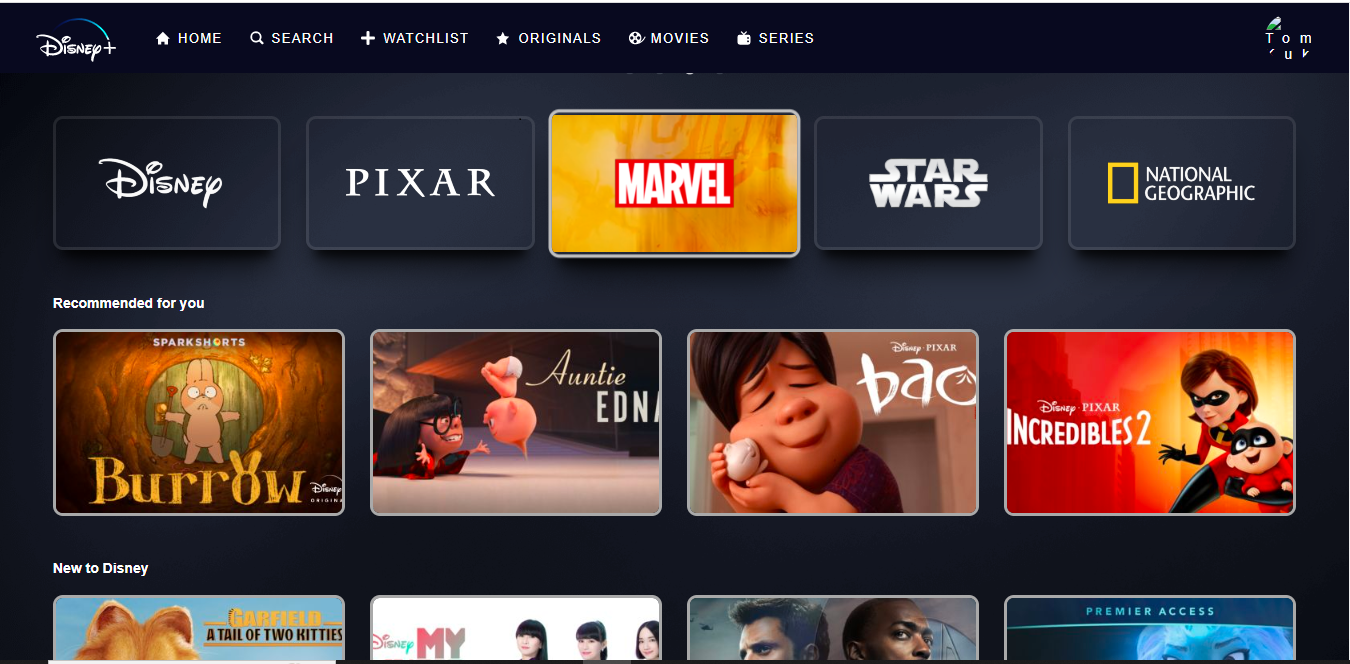 Disney+
HOME
SEARCH
WATCHLIST
ORIGINALS
MOVIES
SERIES
Tom
Disney
PIXAR
MARVEL
STAR
WARS
NATIONAL
GEOGRAPHIC
Recommended for you
SPARKSHORTS
Burrow
Disney
ORIGINA
Auntie
EDNA
Disney·PIXAR
bao
Disney·PIXAR
INCREDIBLES 2
New to Disney
GARFIELD
A TAIL OF TWO KITTIES
Disney MY
PREMIER ACCESS